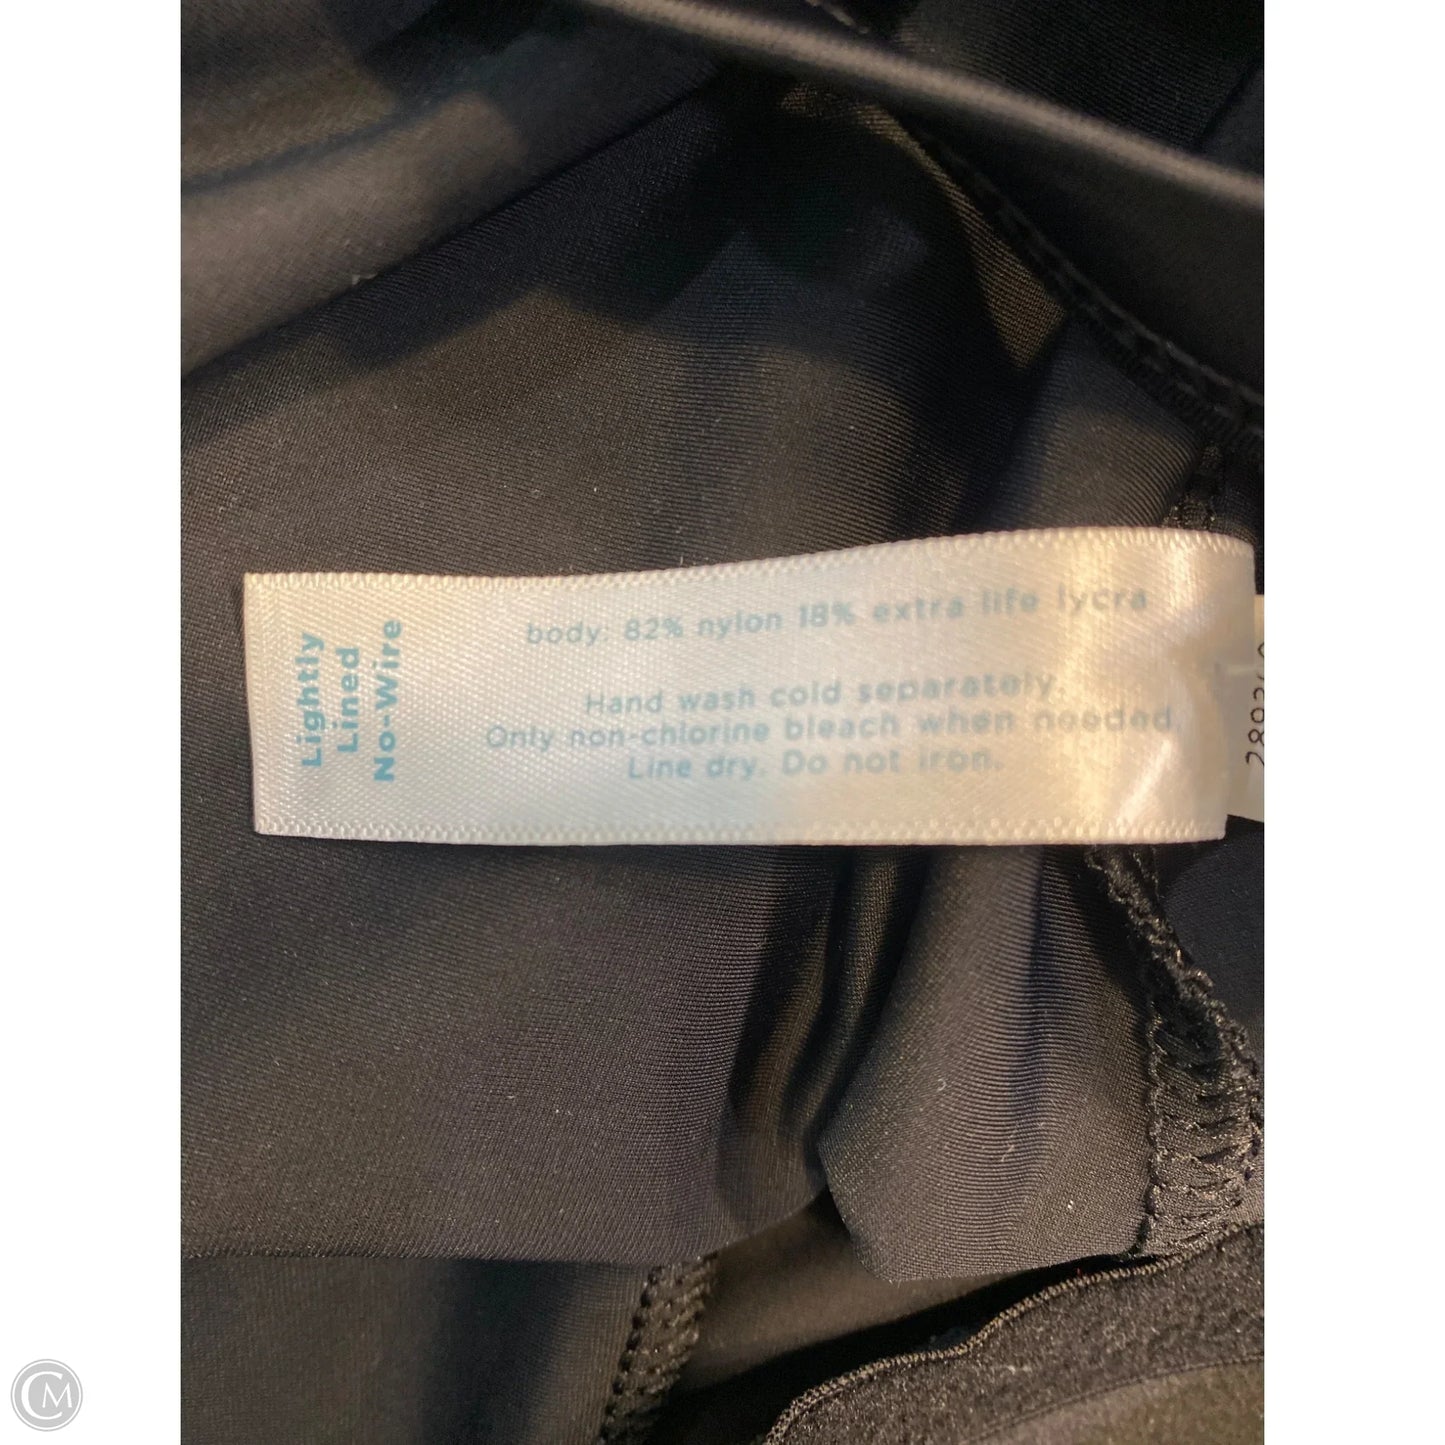 Lightly
Lined
No-Wire
body: 82% nylon 18% extra life lycra
Hand wash cold separately.
Only non-chlorine bleach when needed.
Line dry. Do not iron.
CM